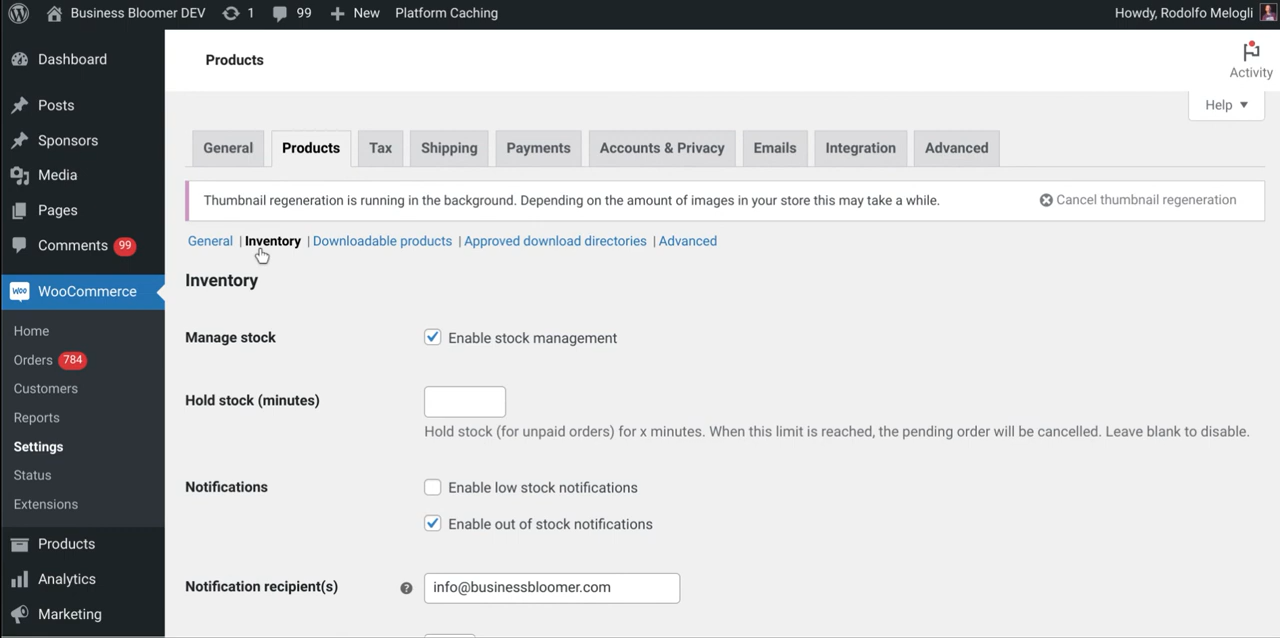 Business Bloomer DEV 1 99 New Platform Caching Howdy, Rodolfo Melogli
Dashboard
Posts
Sponsors
Media
Pages
Comments 99
WOO WooCommerce
Home
Orders 784
Customers
Reports
Settings
Status
Extensions
Products
Analytics
Marketing
Products
Activity
Help
General Products Tax Shipping Payments Accounts & Privacy Emails Integration Advanced
Thumbnail regeneration is running in the background. Depending on the amount of images in your store this may take a while. Cancel thumbnail regeneration
General | Inventory | Downloadable products | Approved download directories | Advanced
Inventory
Manage stock Enable stock management
Hold stock (minutes)
Hold stock (for unpaid orders) for x minutes. When this limit is reached, the pending order will be cancelled. Leave blank to disable.
Notifications Enable low stock notifications
Enable out of stock notifications
Notification recipient(s) ? info@businessbloomer.com